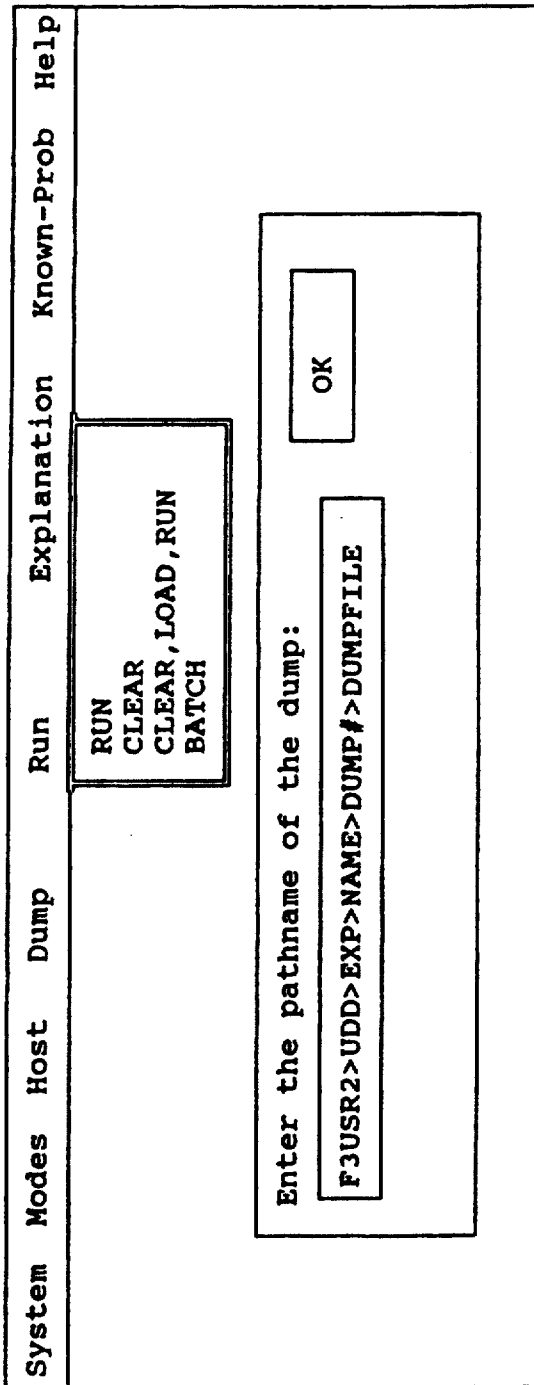 System Modes Host Dump Run Explanation Known-Prob Help
RUN
CLEAR
CLEAR,LOAD,RUN
BATCH
Enter the pathname of the dump:
F3USR2>UDD>EXP>NAME>DUMP#>DUMPFILE
OK